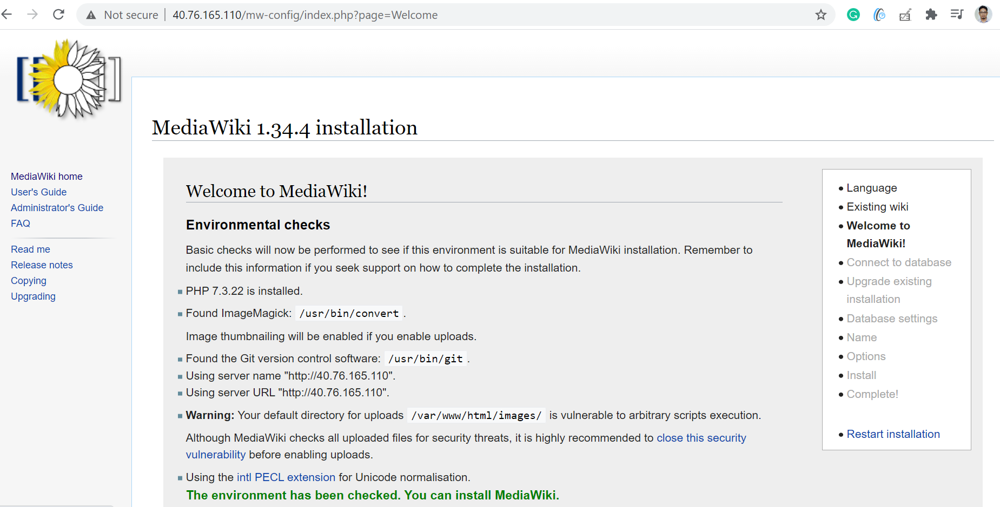 Not secure | 40.76.165.110/mw-config/index.php?page=Welcome
MediaWiki home
User's Guide
Administrator's Guide
FAQ
Read me
Release notes
Copying
Upgrading
MediaWiki 1.34.4 installation
Welcome to MediaWiki!
Environmental checks
Basic checks will now be performed to see if this environment is suitable for MediaWiki installation. Remember to
include this information if you seek support on how to complete the installation.
PHP 7.3.22 is installed.
Found ImageMagick: /usr/bin/convert .
Image thumbnailing will be enabled if you enable uploads.
Found the Git version control software: /usr/bin/git .
Using server name "http://40.76.165.110".
Using server URL "http://40.76.165.110".
Warning: Your default directory for uploads /var/www/html/images/ is vulnerable to arbitrary scripts execution.
Although MediaWiki checks all uploaded files for security threats, it is highly recommended to close this security
vulnerability before enabling uploads.
Using the intl PECL extension for Unicode normalisation.
The environment has been checked. You can install MediaWiki.
Language
Existing wiki
Welcome to
MediaWiki!
Connect to database
Upgrade existing
installation
Database settings
Name
Options
Install
Complete!
Restart installation